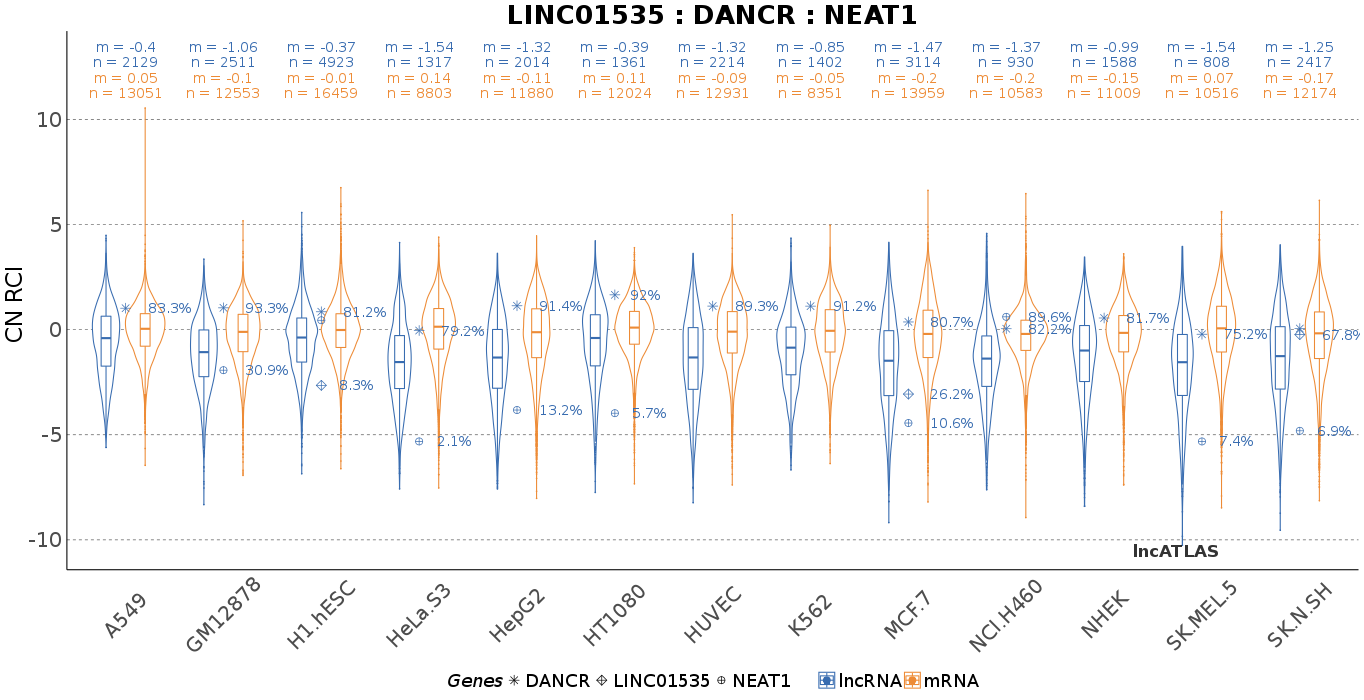 LINC01535 : DANCR : NEAT1
m = -0.4 m = -1.06 m = -0.37 m = -1.54 m = -1.32 m = -0.39 m = -1.32 m = -0.85 m = -1.47 m = -1.37 m = -0.99 m = -1.54 m = -1.25
n = 2129 n = 2511 n = 4923 n = 1317 n = 2014 n = 1361 n = 2214 n = 1402 n = 3114 n = 930 n = 1588 n = 808 n = 2417
m = 0.05 m = -0.1 m = -0.01 m = 0.14 m = -0.11 m = 0.11 m = -0.09 m = -0.05 m = -0.2 m = -0.2 m = -0.15 m = 0.07 m = -0.17
n = 13051 n = 12553 n = 16459 n = 8803 n = 11880 n = 12024 n = 12931 n = 8351 n = 13959 n = 10583 n = 11009 n = 10516 n = 12174
10
5
92%
83.3% 93.3% 81.2% 91.4% 89.3% 91.2%
80.7% 89.6% 81.7%
0 79.2% 82.2% 75.2% 67.8%
30.9%
8.3%
26.2%
13.2% 5.7%
10.6%
-5 2.1% 7.4% 6.9%
-10
CN RCI
lncATLAS
A549 GM12878 H1.hESC HeLa.S3 HepG2 HT1080 HUVEC K562 MCF.7 NCI.H460 NHEK SK.MEL.5 SK.N.SH
Genes DANCR LINC01535 NEAT1 lncRNA mRNA